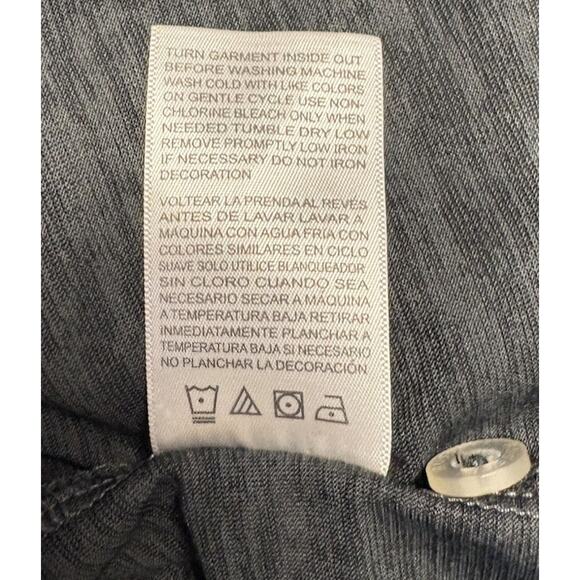 TURN GARMENT INSIDE OUT
BEFORE WASHING MACHINE
WASH COLD WITH LIKE COLORS
ON GENTLE CYCLE USE NON-
CHLORINE BLEACH ONLY WHEN
NEEDED TUMBLE DRY LOW
REMOVE PROMPTLY LOW IRON
IF NECESSARY DO NOT IRON
DECORATION
VOLTEAR LA PRENDA AL REVÉS
ANTES DE LAVAR LAVAR A
MAQUINA CON AGUA FRIA CON
COLORES SIMILARES EN CICLO
SUAVE SOLO UTILICE BLANQUEADOR
SIN CLORO CUANDO SEA
NECESARIO SECAR A MAQUINA
A TEMPERATURA BAJA RETIRAR
INMEDIATAMENTE PLANCHAR A
TEMPERATURA BAJA SI NECESARIO
NO PLANCHAR LA DECORACIÓN